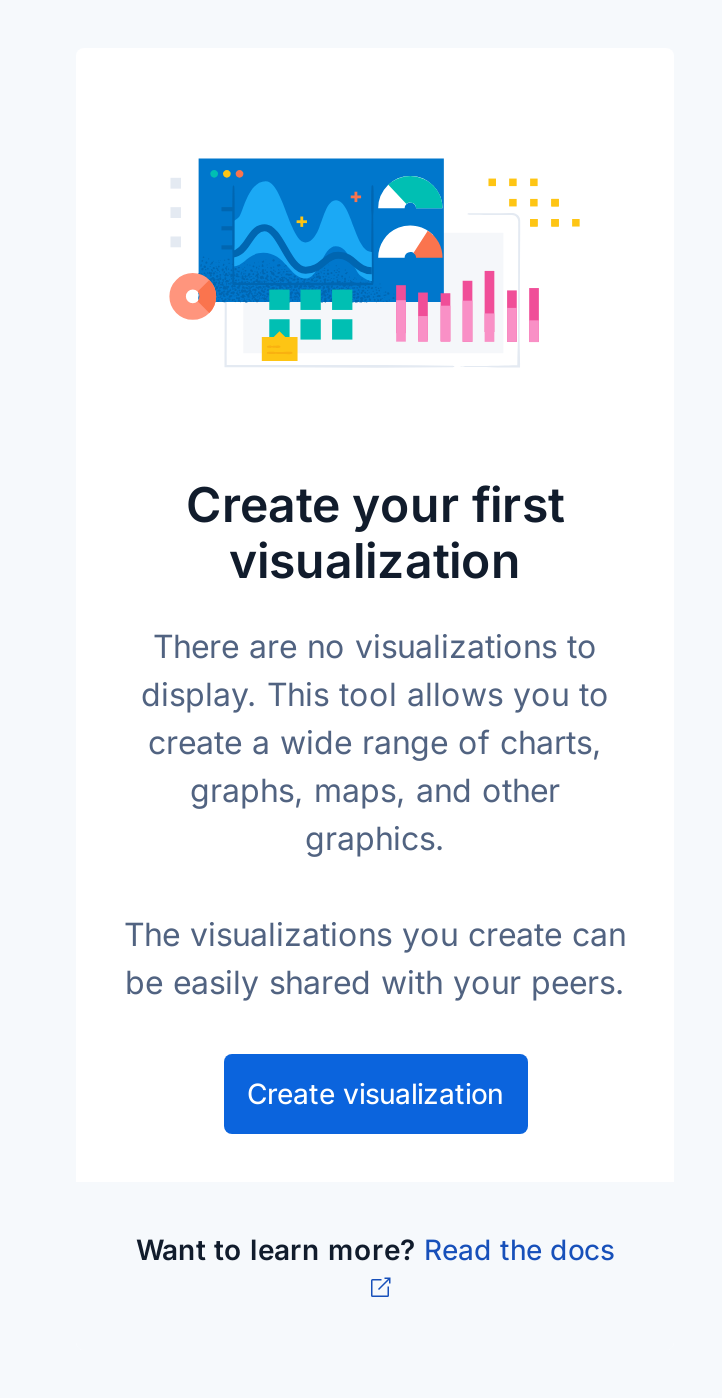 Create your first
visualization
There are no visualizations to
display. This tool allows you to
create a wide range of charts,
graphs, maps, and other
graphics.
The visualizations you create can
be easily shared with your peers.
Create visualization
Want to learn more? Read the docs